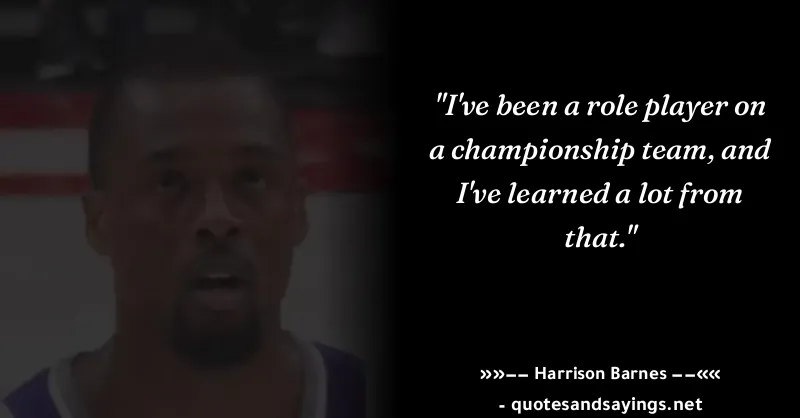 "I've been a role player on
a championship team, and
I've learned a lot from
that."
»»–– Harrison Barnes ––««
- quotesandsayings.net